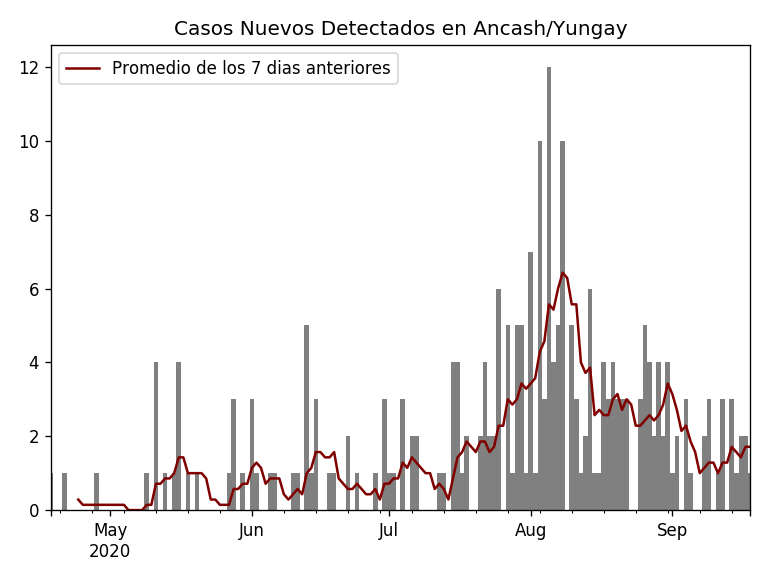 Casos Nuevos Detectados en Ancash/Yungay
Promedio de los 7 dias anteriores
12
10
8
6
4
2
0
May Jun Jul Aug Sep
2020